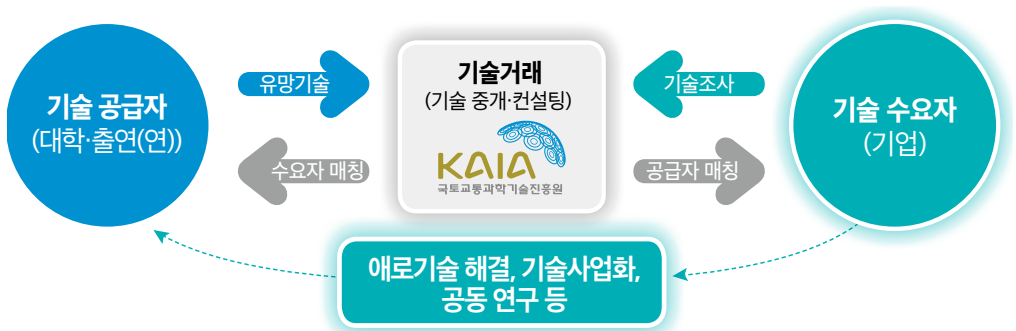 기술 공급자
(대학·출연(연))
유망기술
수요자 매칭
기술거래
(기술 중개·컨설팅)
KAIA
국토교통과학기술진흥원
기술조사
공급자 매칭
기술 수요자
(기업)
애로기술 해결, 기술사업화,
공동 연구 등